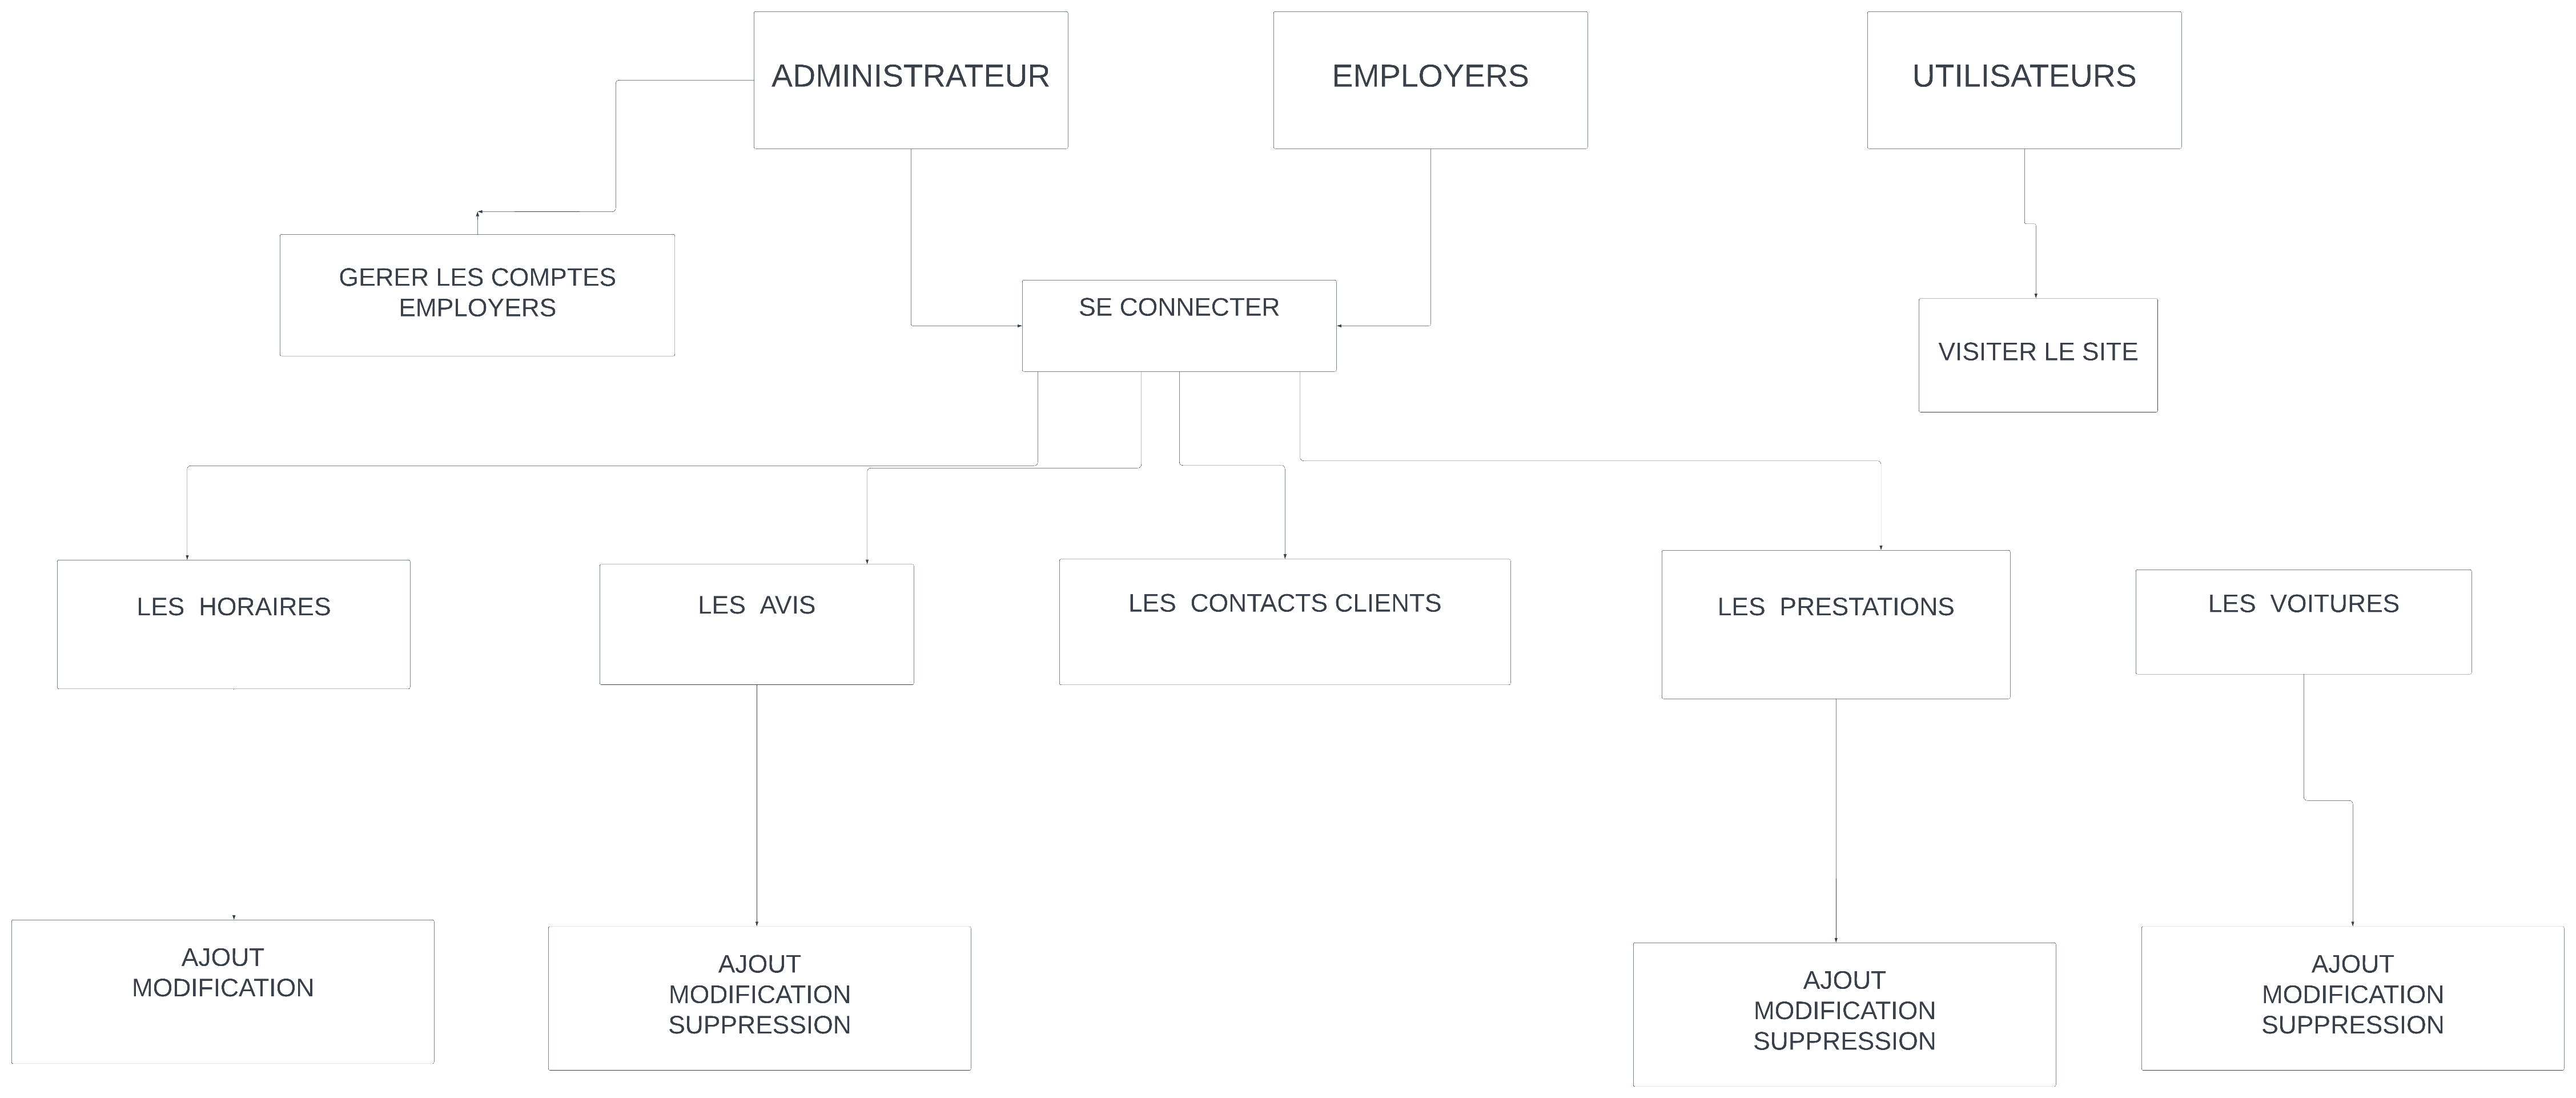 ADMINISTRATEUR
EMPLOYERS
UTILISATEURS
GERER LES COMPTES
EMPLOYERS
SE CONNECTER
VISITER LE SITE
LES  HORAIRES
LES  AVIS
LES  CONTACTS CLIENTS
LES  PRESTATIONS
LES  VOITURES
AJOUT
MODIFICATION
AJOUT
MODIFICATION
SUPPRESSION
AJOUT
MODIFICATION
SUPPRESSION
AJOUT
MODIFICATION
SUPPRESSION